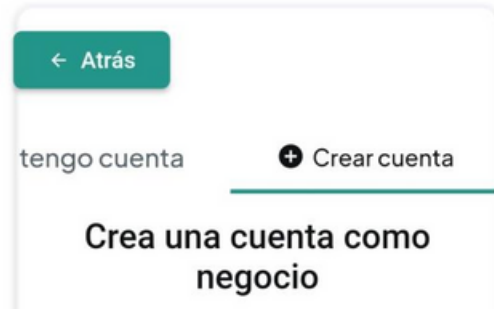 ← Atrás
tengo cuenta
Crear cuenta
Crea una cuenta como
negocio